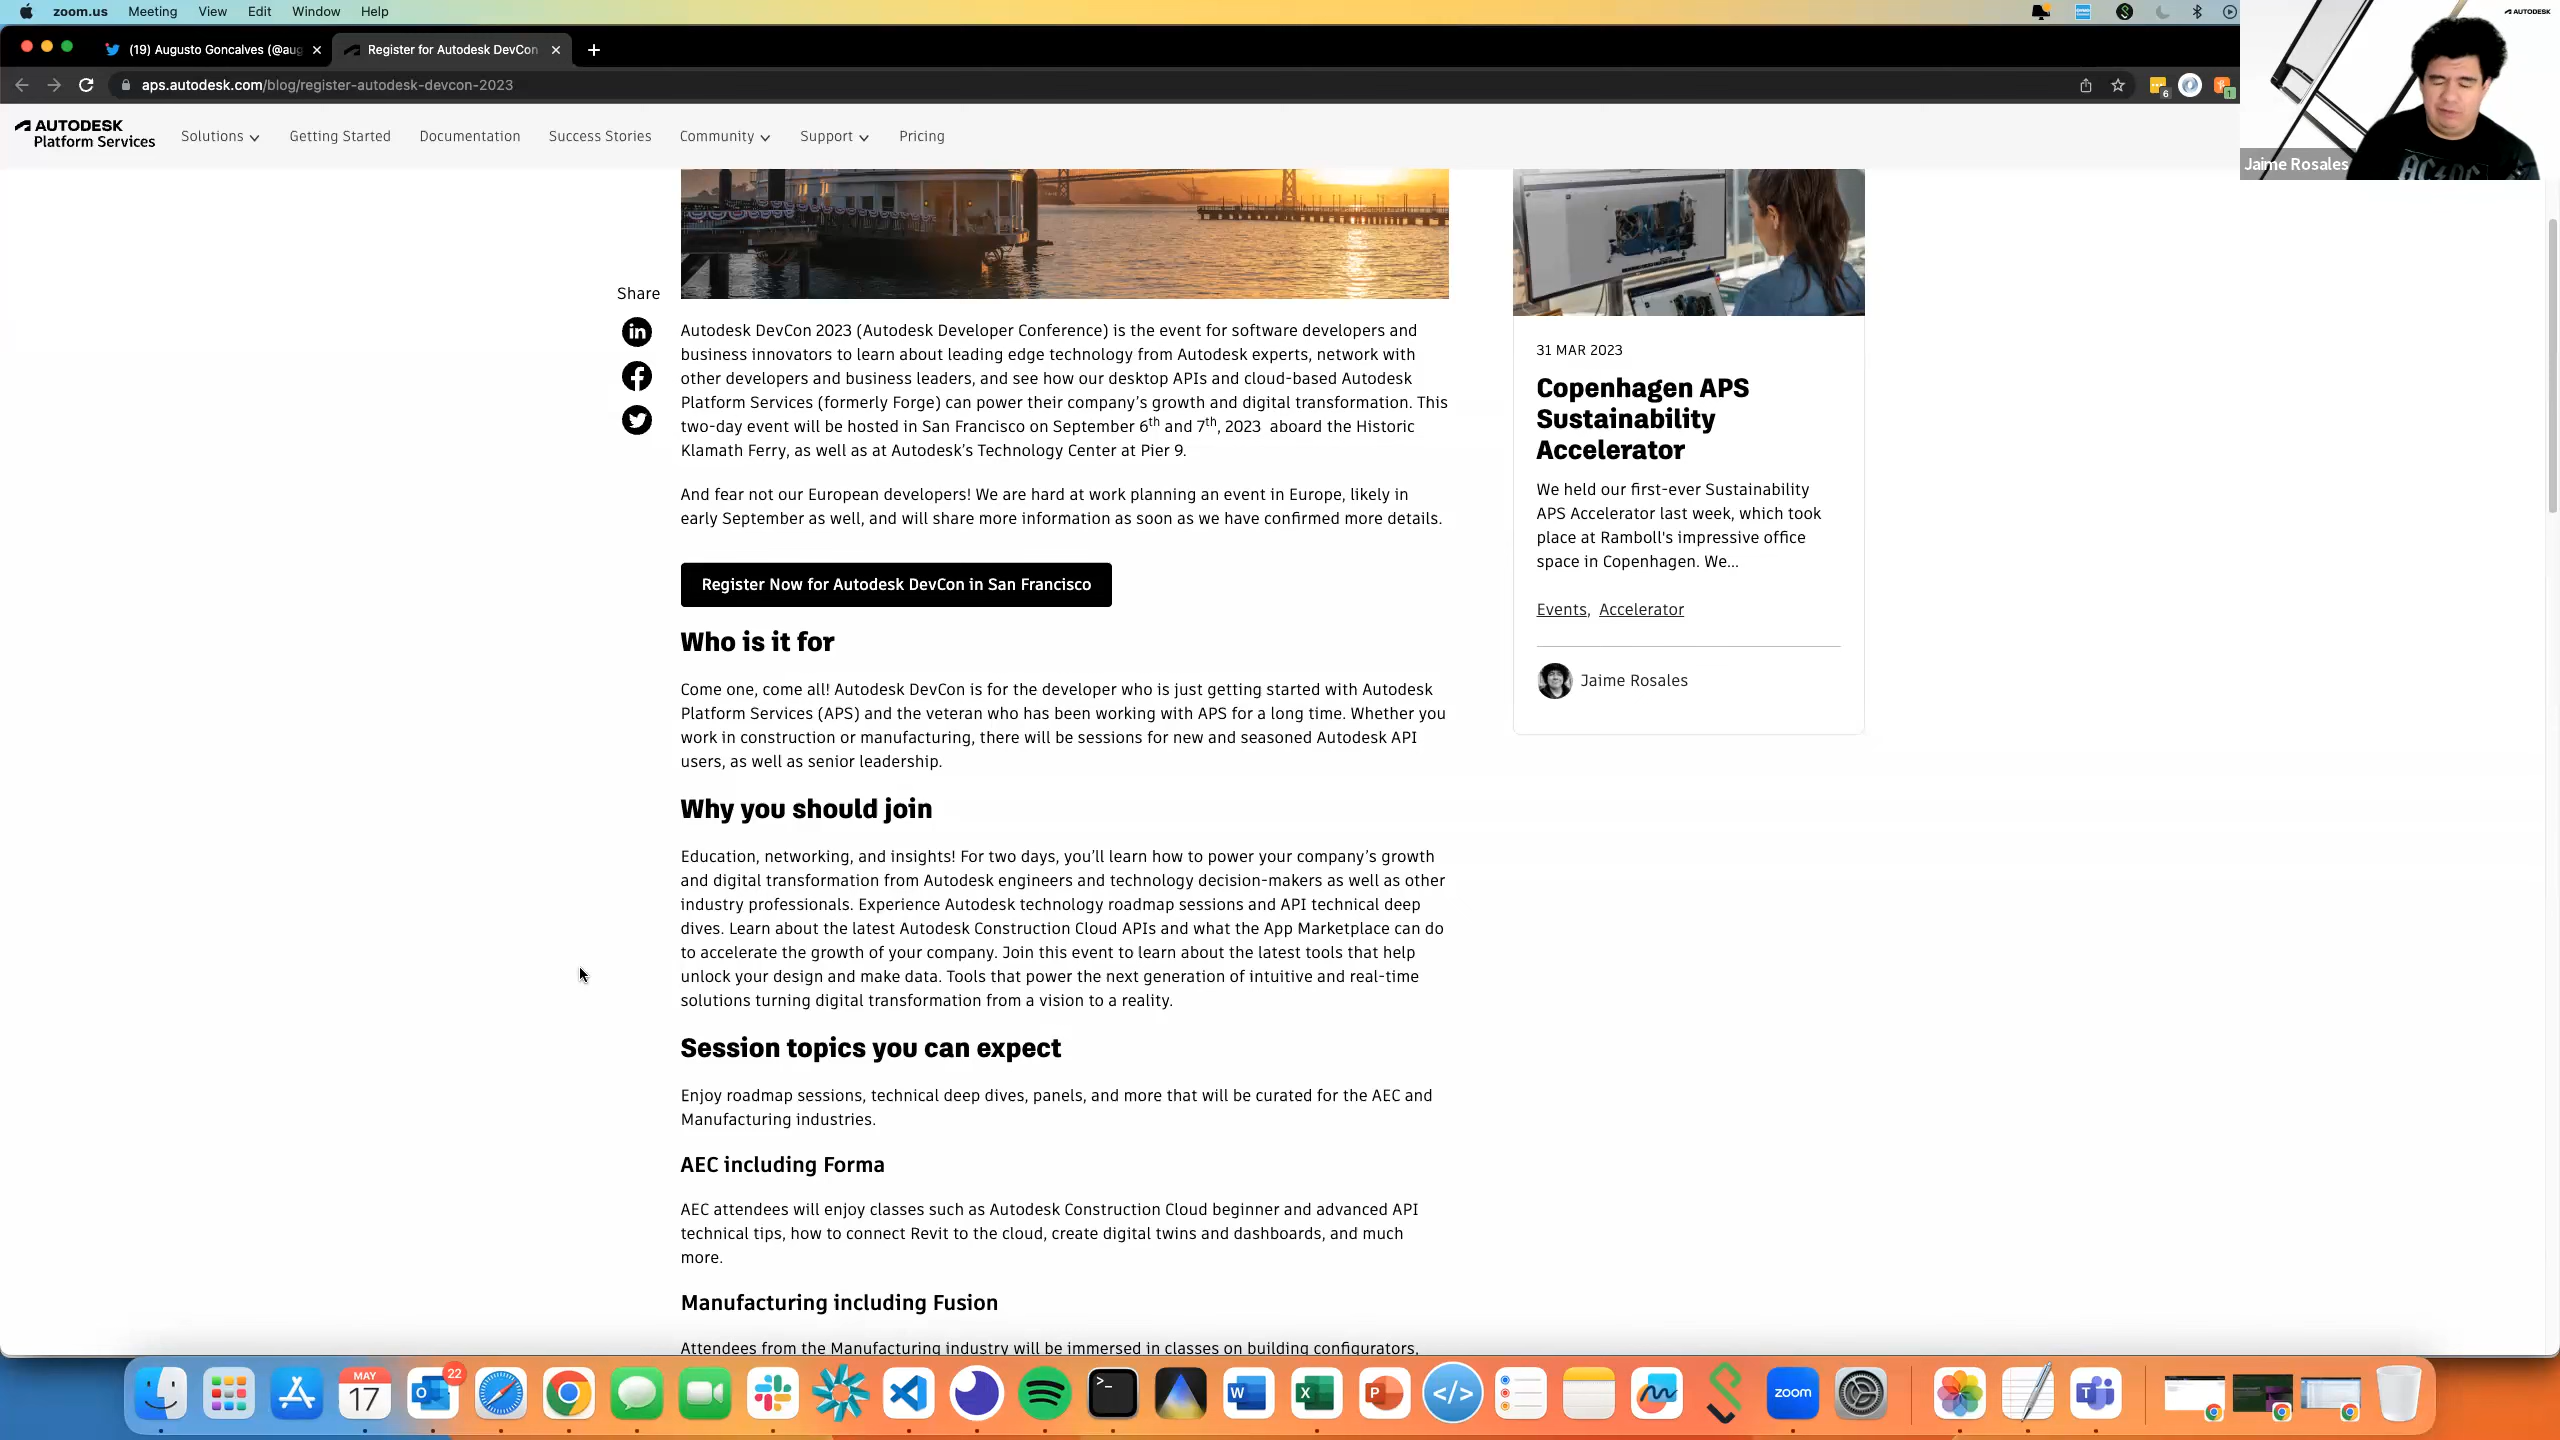 zoom.us Meeting View Edit Window Help
(19) Augusto Goncalves (@aug
Register for Autodesk DevCon
aps.autodesk.com/blog/register-autodesk-devcon-2023
6
1
AUTODESK
Platform Services
Solutions
Getting Started
Documentation
Success Stories
Community
Support
Pricing
AUTODESK
AC DC
Jaime Rosales
Share
in
Autodesk DevCon 2023 (Autodesk Developer Conference) is the event for software developers and
business innovators to learn about leading edge technology from Autodesk experts, network with
other developers and business leaders, and see how our desktop APIs and cloud-based Autodesk
Platform Services (formerly Forge) can power their company’s growth and digital transformation. This
two-day event will be hosted in San Francisco on September 6th and 7th, 2023 aboard the Historic
Klamath Ferry, as well as at Autodesk’s Technology Center at Pier 9.
And fear not our European developers! We are hard at work planning an event in Europe, likely in
early September as well, and will share more information as soon as we have confirmed more details.
Register Now for Autodesk DevCon in San Francisco
Who is it for
Come one, come all! Autodesk DevCon is for the developer who is just getting started with Autodesk
Platform Services (APS) and the veteran who has been working with APS for a long time. Whether you
work in construction or manufacturing, there will be sessions for new and seasoned Autodesk API
users, as well as senior leadership.
Why you should join
Education, networking, and insights! For two days, you’ll learn how to power your company’s growth
and digital transformation from Autodesk engineers and technology decision-makers as well as other
industry professionals. Experience Autodesk technology roadmap sessions and API technical deep
dives. Learn about the latest Autodesk Construction Cloud APIs and what the App Marketplace can do
to accelerate the growth of your company. Join this event to learn about the latest tools that help
unlock your design and make data. Tools that power the next generation of intuitive and real-time
solutions turning digital transformation from a vision to a reality.
Session topics you can expect
Enjoy roadmap sessions, technical deep dives, panels, and more that will be curated for the AEC and
Manufacturing industries.
AEC including Forma
AEC attendees will enjoy classes such as Autodesk Construction Cloud beginner and advanced API
technical tips, how to connect Revit to the cloud, create digital twins and dashboards, and much
more.
Manufacturing including Fusion
Attendees from the Manufacturing industry will be immersed in classes on building configurators,
31 MAR 2023
Copenhagen APS
Sustainability
Accelerator
We held our first-ever Sustainability
APS Accelerator last week, which took
place at Ramboll's impressive office
space in Copenhagen. We...
Events, Accelerator
Jaime Rosales
MAY
17
22
O
>_
W
X
P
</>
zoom
T